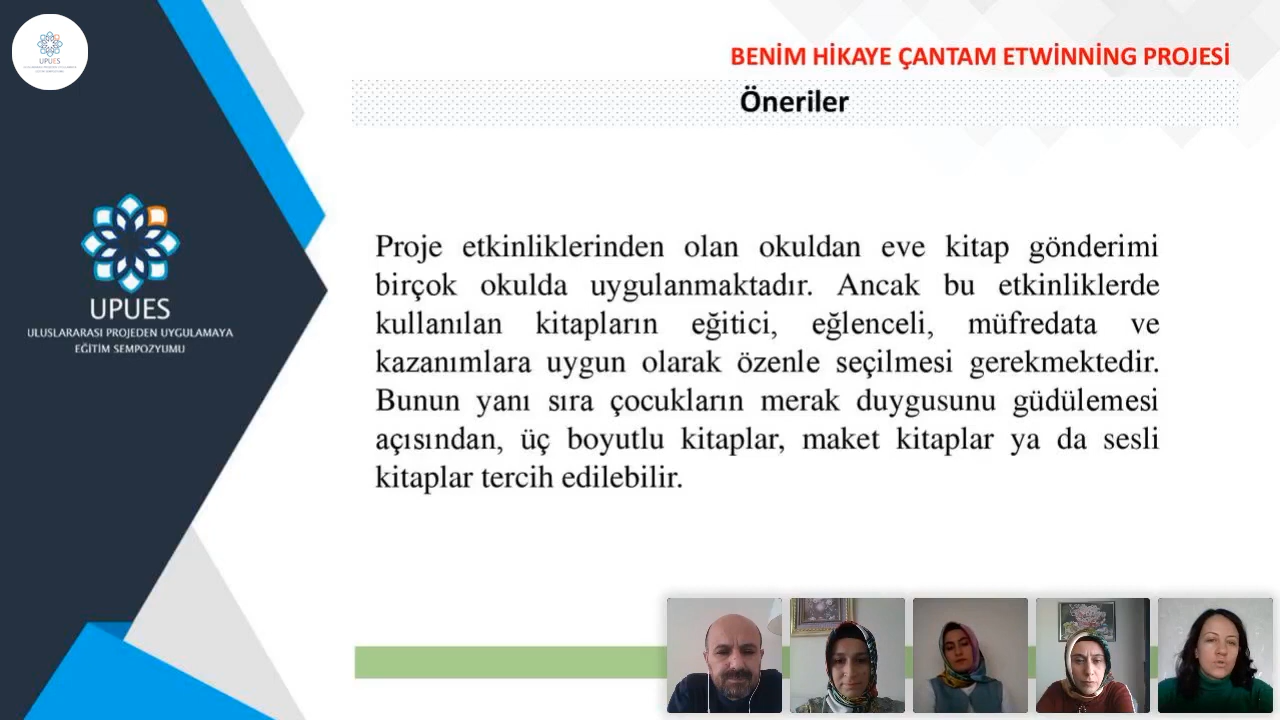 UPUES
BENİM HİKAYE ÇANTAM ETWİNNİNG PROJESİ
Öneriler
Proje etkinliklerinden olan okuldan eve kitap gönderimi
birçok okulda uygulanmaktadır. Ancak bu etkinliklerde
kullanılan kitapların eğitici, eğlenceli, müfredata ve
kazanımlara uygun olarak özenle seçilmesi gerekmektedir.
Bunun yanı sıra çocukların merak duygusunu güdülemesi
açısından, üç boyutlu kitaplar, maket kitaplar ya da sesli
kitaplar tercih edilebilir.
UPUES
ULUSLARARASI PROJEDEN UYGULAMAYA
EĞİTİM SEMPOZYUMU